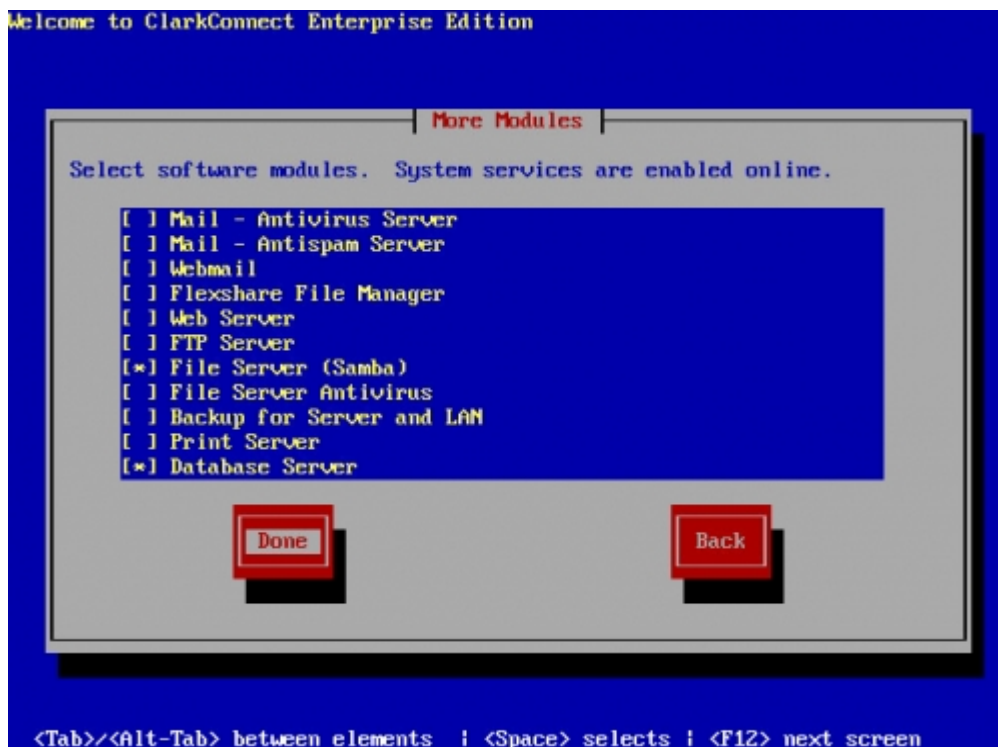 Welcome to ClarkConnect Enterprise Edition
More Modules
Select software modules.  System services are enabled online.
[ ] Mail - Antivirus Server
[ ] Mail - Antispam Server
[ ] Webmail
[ ] Flexshare File Manager
[ ] Web Server
[ ] FTP Server
[*] File Server (Samba)
[ ] File Server Antivirus
[ ] Backup for Server and LAN
[ ] Print Server
[*] Database Server
Done
Back
<Tab>/<Alt-Tab> between elements  | <Space> selects | <F12> next screen